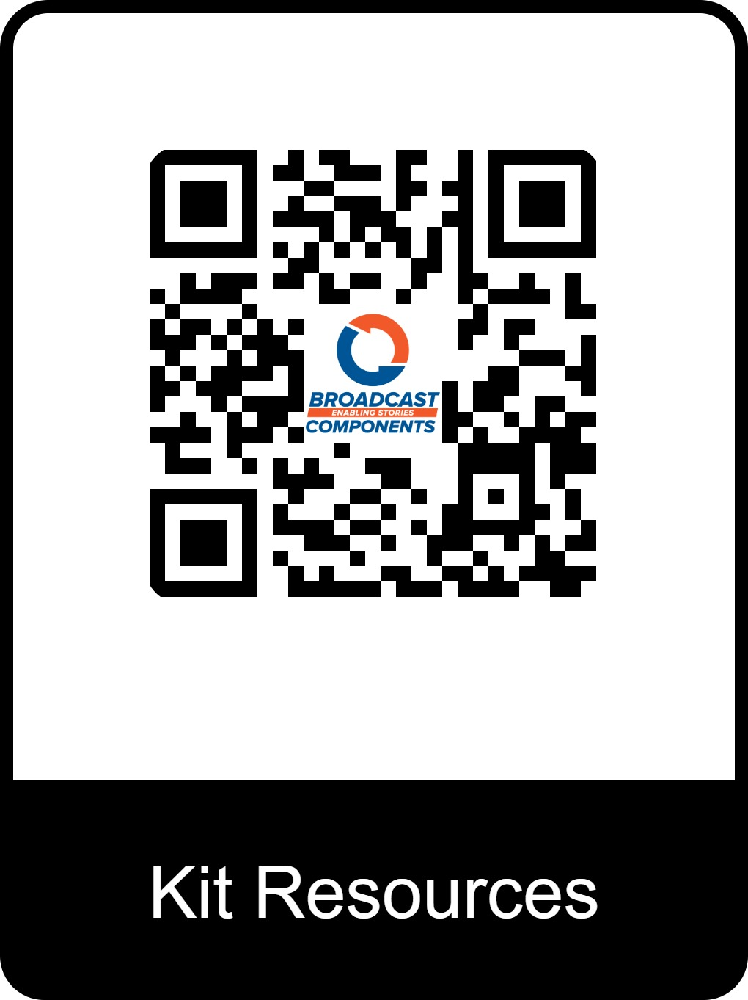 BROADCAST
ENABLING STORIES
COMPONENTS
Kit Resources